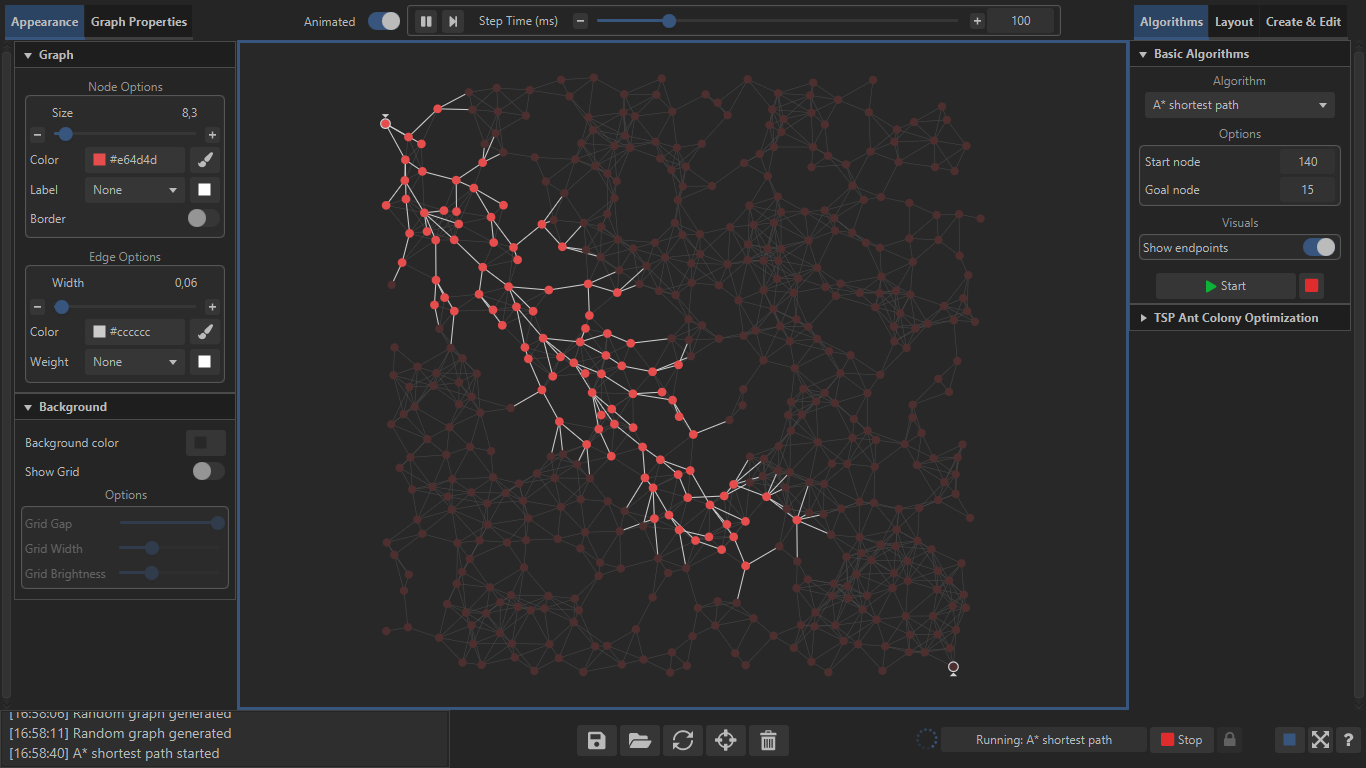 Appearance
Graph Properties
Animated
Step Time (ms)
100
Algorithms
Layout
Create & Edit
Graph
Node Options
Size
8,3
Color
#e64d4d
Label
None
Border
Edge Options
Width
0,06
Color
#cccccc
Weight
None
Background
Background color
Show Grid
Options
Grid Gap
Grid Width
Grid Brightness
Basic Algorithms
Algorithm
A* shortest path
Options
Start node
140
Goal node
15
Visuals
Show endpoints
Start
TSP Ant Colony Optimization
[16:58:06] Random graph generated
[16:58:11] Random graph generated
[16:58:40] A* shortest path started
Running: A* shortest path
Stop
?